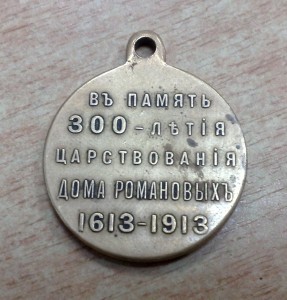 ВЪ ПАМЯТЬ
300-ЛѢТІЯ
ЦАРСТВОВАНІЯ
ДОМА РОМАНОВЫХЪ
1613-1913